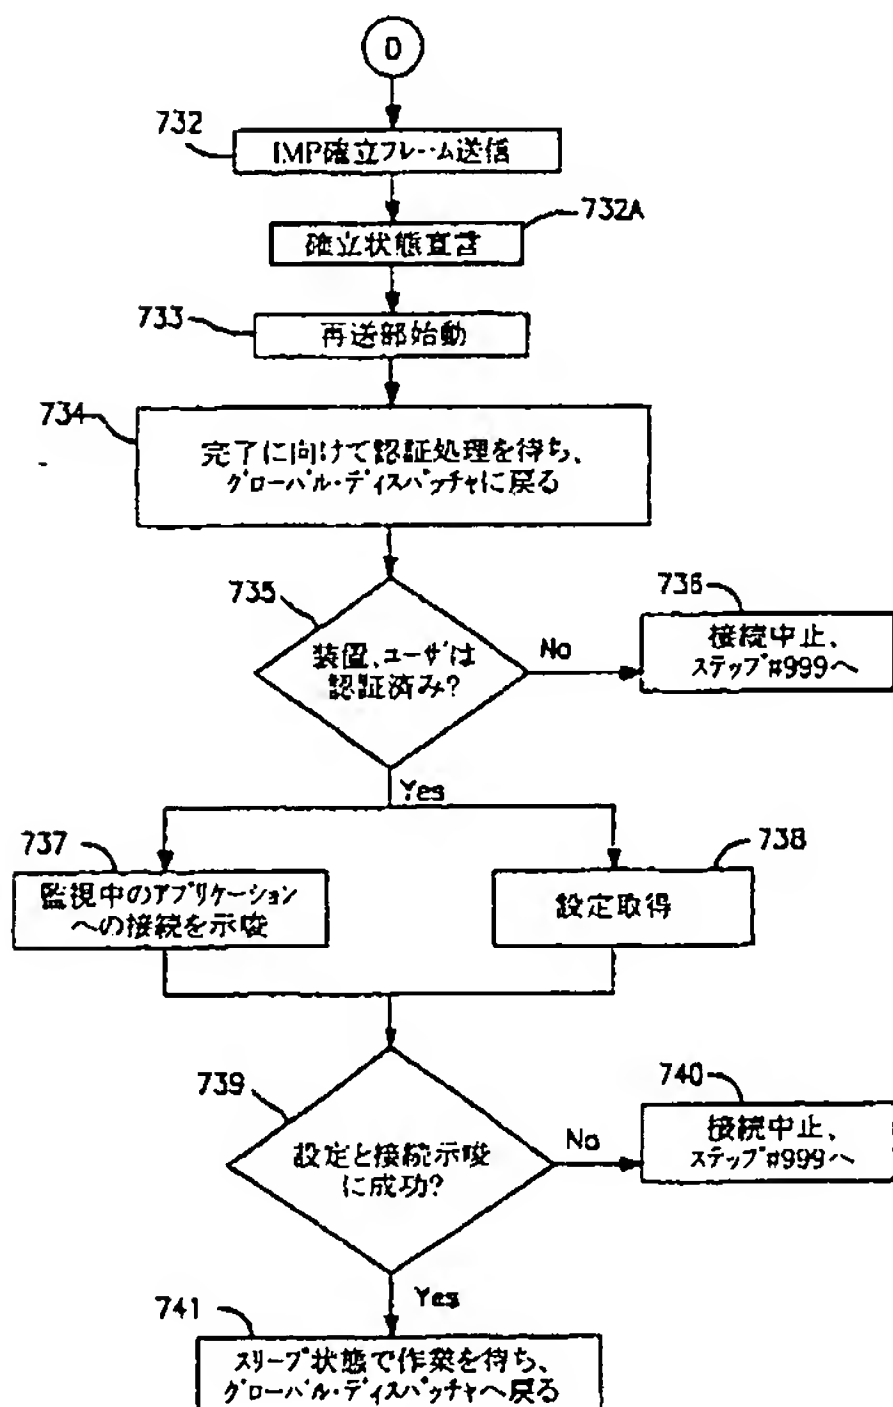 D
732
IMP確立フレーム送信
732A
確立状態宣言
733
再送部始動
734
完了に向けて認証処理を待ち、
グローバル・ディスパッチャに戻る
735
装置、ユーザは
認証済み?
No
736
接続中止、
ステップ#999へ
Yes
737
監視中のアプリケーション
への接続を示唆
738
設定取得
739
設定と接続示唆
に成功?
No
740
接続中止、
ステップ#999へ
Yes
741
スリープ状態で作業を待ち、
グローバル・ディスパッチャへ戻る